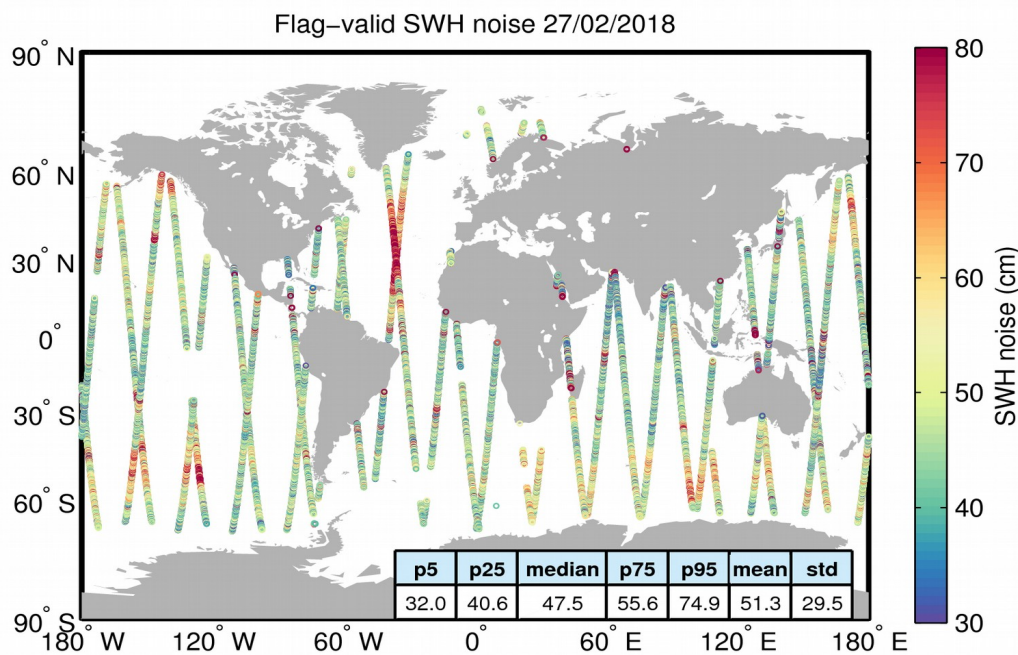 Flag−valid SWH noise 27/02/2018
90° N
60° N
30° N
0°
30° S
60° S
90° S
180° W
120° W
60° W
0°
60° E
120° E
180° E
p5 p25 median p75 p95 mean std
32.0 40.6 47.5 55.6 74.9 51.3 29.5
80
70
60
50
40
30
SWH noise (cm)